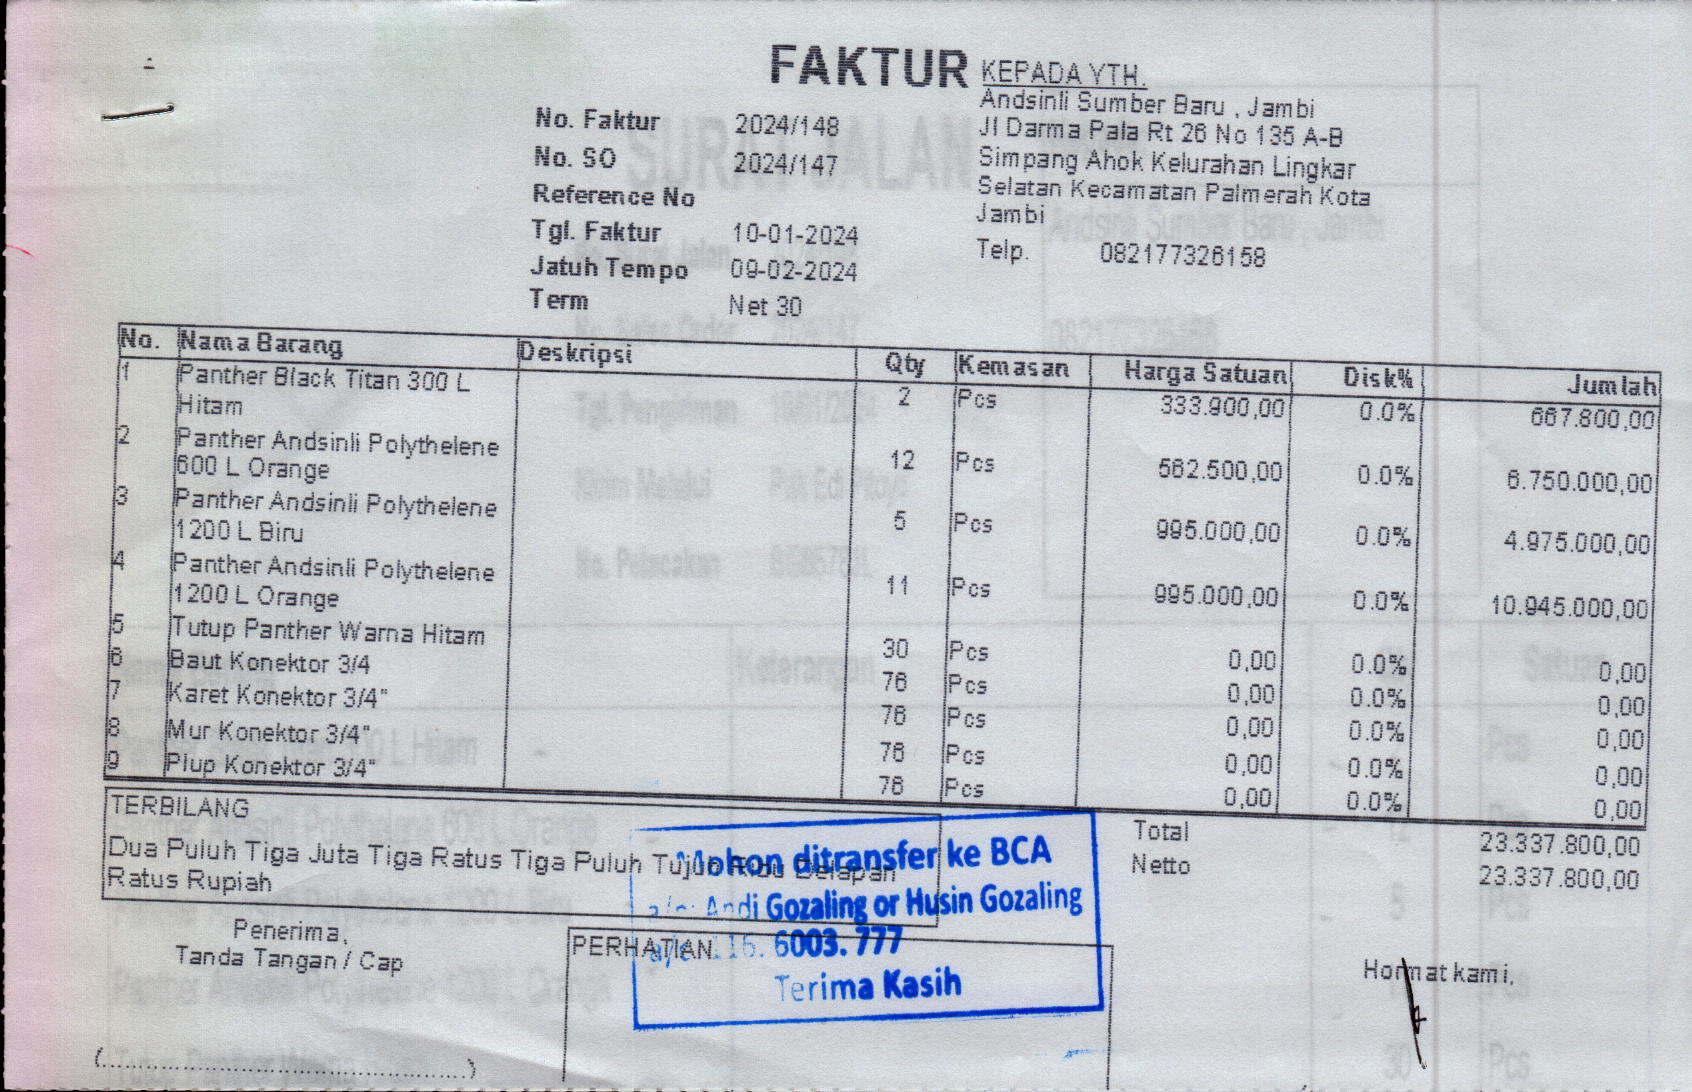 FAKTUR
KEPADA YTH.
Andsinli Sumber Baru , Jambi
Jl Darma Pala Rt 26 No 135 A-B
Simpang Ahok Kelurahan Lingkar
Selatan Kecamatan Palmerah Kota
Jambi
Telp. 082177326158
No. Faktur 2024/148
No. SO 2024/147
Reference No
Tgl. Faktur 10-01-2024
Jatuh Tempo 09-02-2024
Term Net 30
SURAT JALAN
No. Nama Barang Deskripsi Qty Kemasan Harga Satuan Disk% Jumlah
1 Panther Black Titan 300 L 2 Pcs 333.900,00 0.0% 667.800,00
Hitam
2 Panther Andsinli Polythelene 12 Pcs 562.500,00 0.0% 6.750.000,00
600 L Orange
3 Panther Andsinli Polythelene 5 Pcs 995.000,00 0.0% 4.975.000,00
1200 L Biru
4 Panther Andsinli Polythelene 11 Pcs 995.000,00 0.0% 10.945.000,00
1200 L Orange
5 Tutup Panther Warna Hitam 30 Pcs 0,00 0.0% 0,00
6 Baut Konektor 3/4 76 Pcs 0,00 0.0% 0,00
7 Karet Konektor 3/4" 76 Pcs 0,00 0.0% 0,00
8 Mur Konektor 3/4" 76 Pcs 0,00 0.0% 0,00
9 Plup Konektor 3/4" 76 Pcs 0,00 0.0% 0,00
TERBILANG
Dua Puluh Tiga Juta Tiga Ratus Tiga Puluh Tujuh Ribu Delapan
Ratus Rupiah
Total 23.337.800,00
Netto 23.337.800,00
Mohon ditransfer ke BCA
Andi Gozaling or Husin Gozaling
116. 6003. 777
Terima Kasih
Penerima,
Tanda Tangan / Cap
PERHATIAN
Hormat kami,
(....................................................)